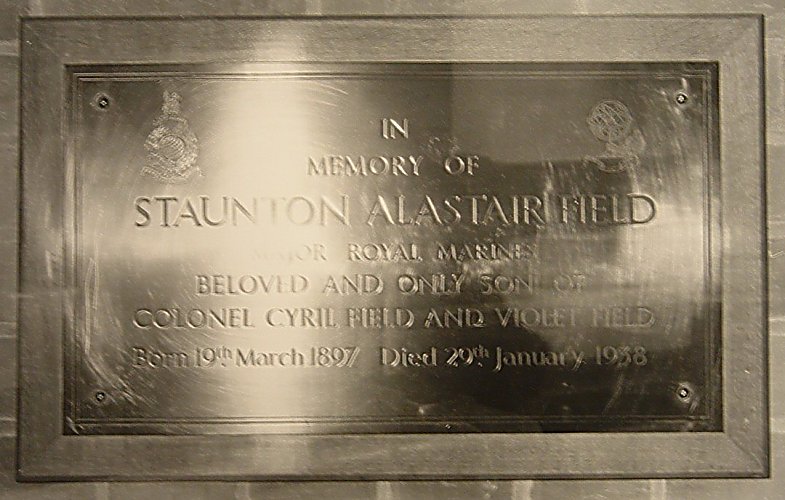 IN
MEMORY OF
STAUNTON ALASTAIR FIELD
MAJOR ROYAL MARINES
BELOVED AND ONLY SON OF
COLONEL CYRIL FIELD AND VIOLET FIELD
Born 19th March 1897 Died 29th January 1938